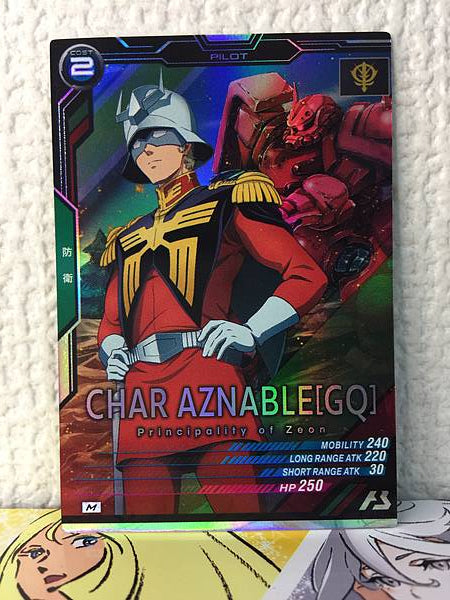 PILOT
COST
2
防衛
CHAR AZNABLE[GQ]
Principality of Zeon
MOBILITY 240
LONG RANGE ATK 220
SHORT RANGE ATK 30
HP 250
M